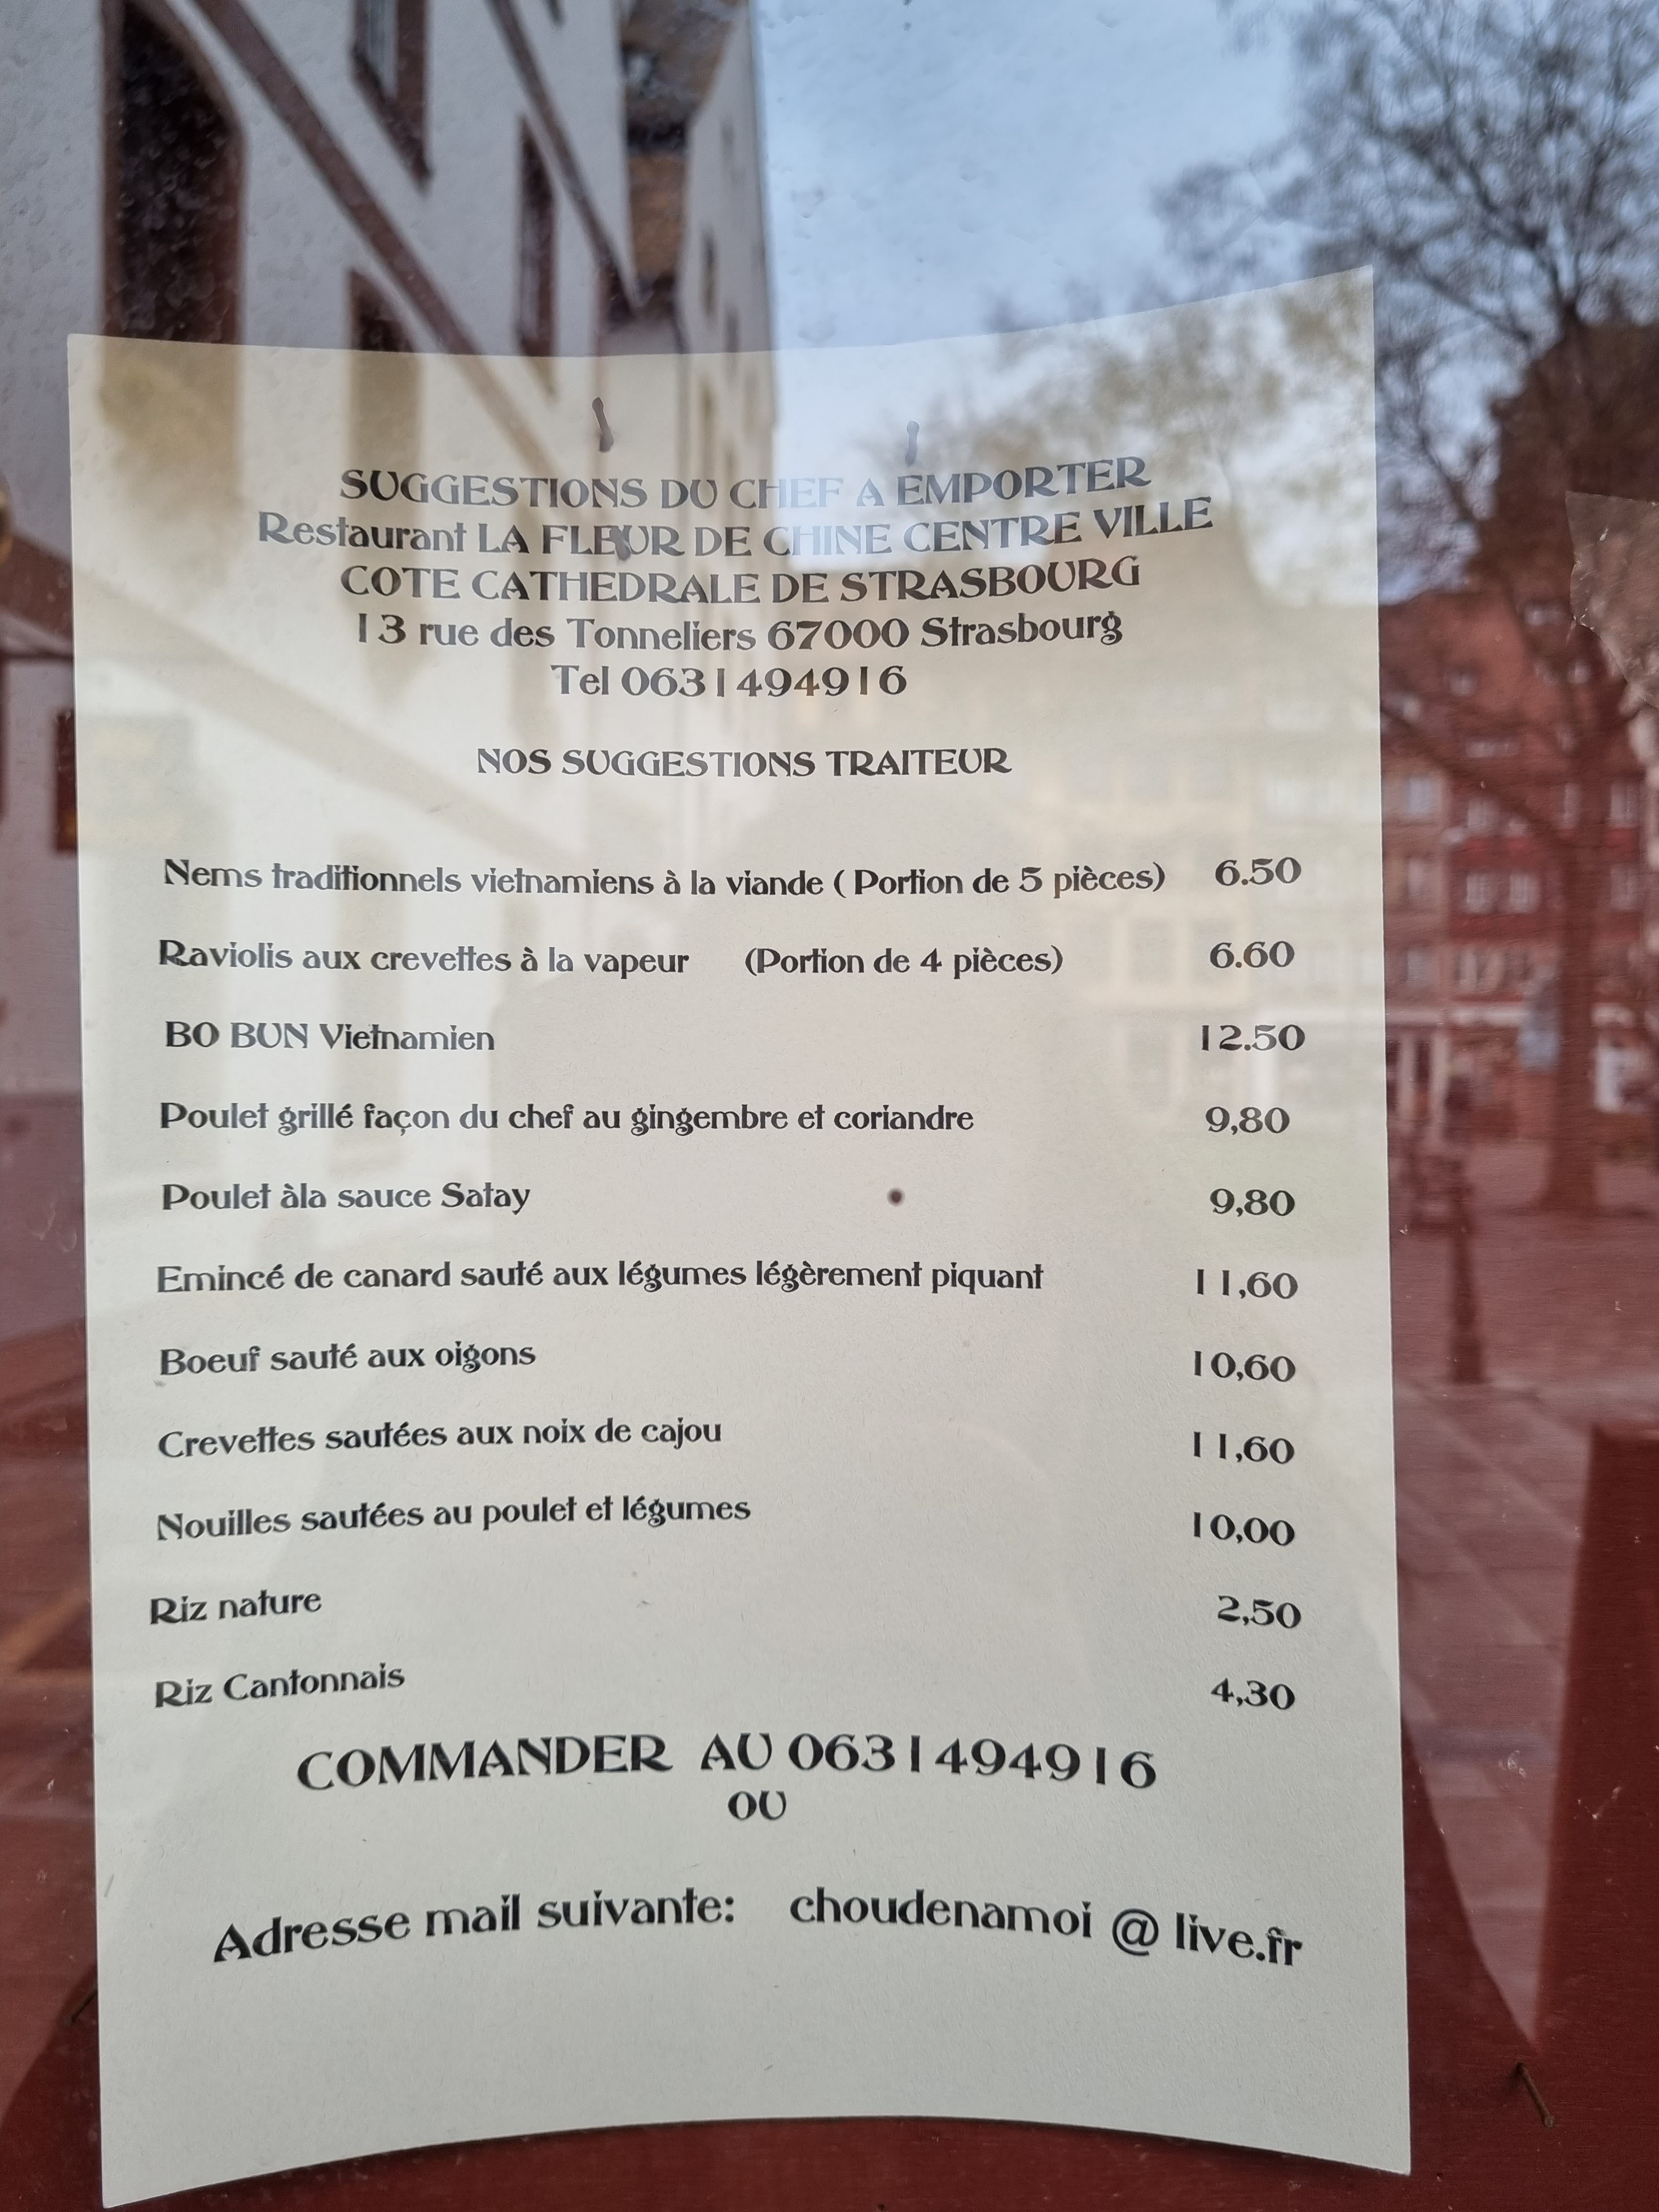 SUGGESTIONS DU CHEF A EMPORTER
Restaurant LA FLEUR DE CHINE CENTRE VILLE
COTE CATHEDRALE DE STRASBOURG
13 rue des Tonneliers 67000 Strasbourg
Tel 0631494916
NOS SUGGESTIONS TRAITEUR
Nems traditionnels vietnamiens à la viande ( Portion de 5 pièces) 6.50
Raviolis aux crevettes à la vapeur (Portion de 4 pièces) 6.60
BO BUN Vietnamien 12.50
Poulet grillé façon du chef au gingembre et coriandre 9,80
Poulet àla sauce Satay 9,80
Emincé de canard sauté aux légumes légèrement piquant 11,60
Boeuf sauté aux oigons 10,60
Crevettes sautées aux noix de cajou 11,60
Nouilles sautées au poulet et légumes 10,00
Riz nature 2,50
Riz Cantonnais 4,30
COMMANDER AU 0631494916
OU
Adresse mail suivante: choudenamoi @ live.fr